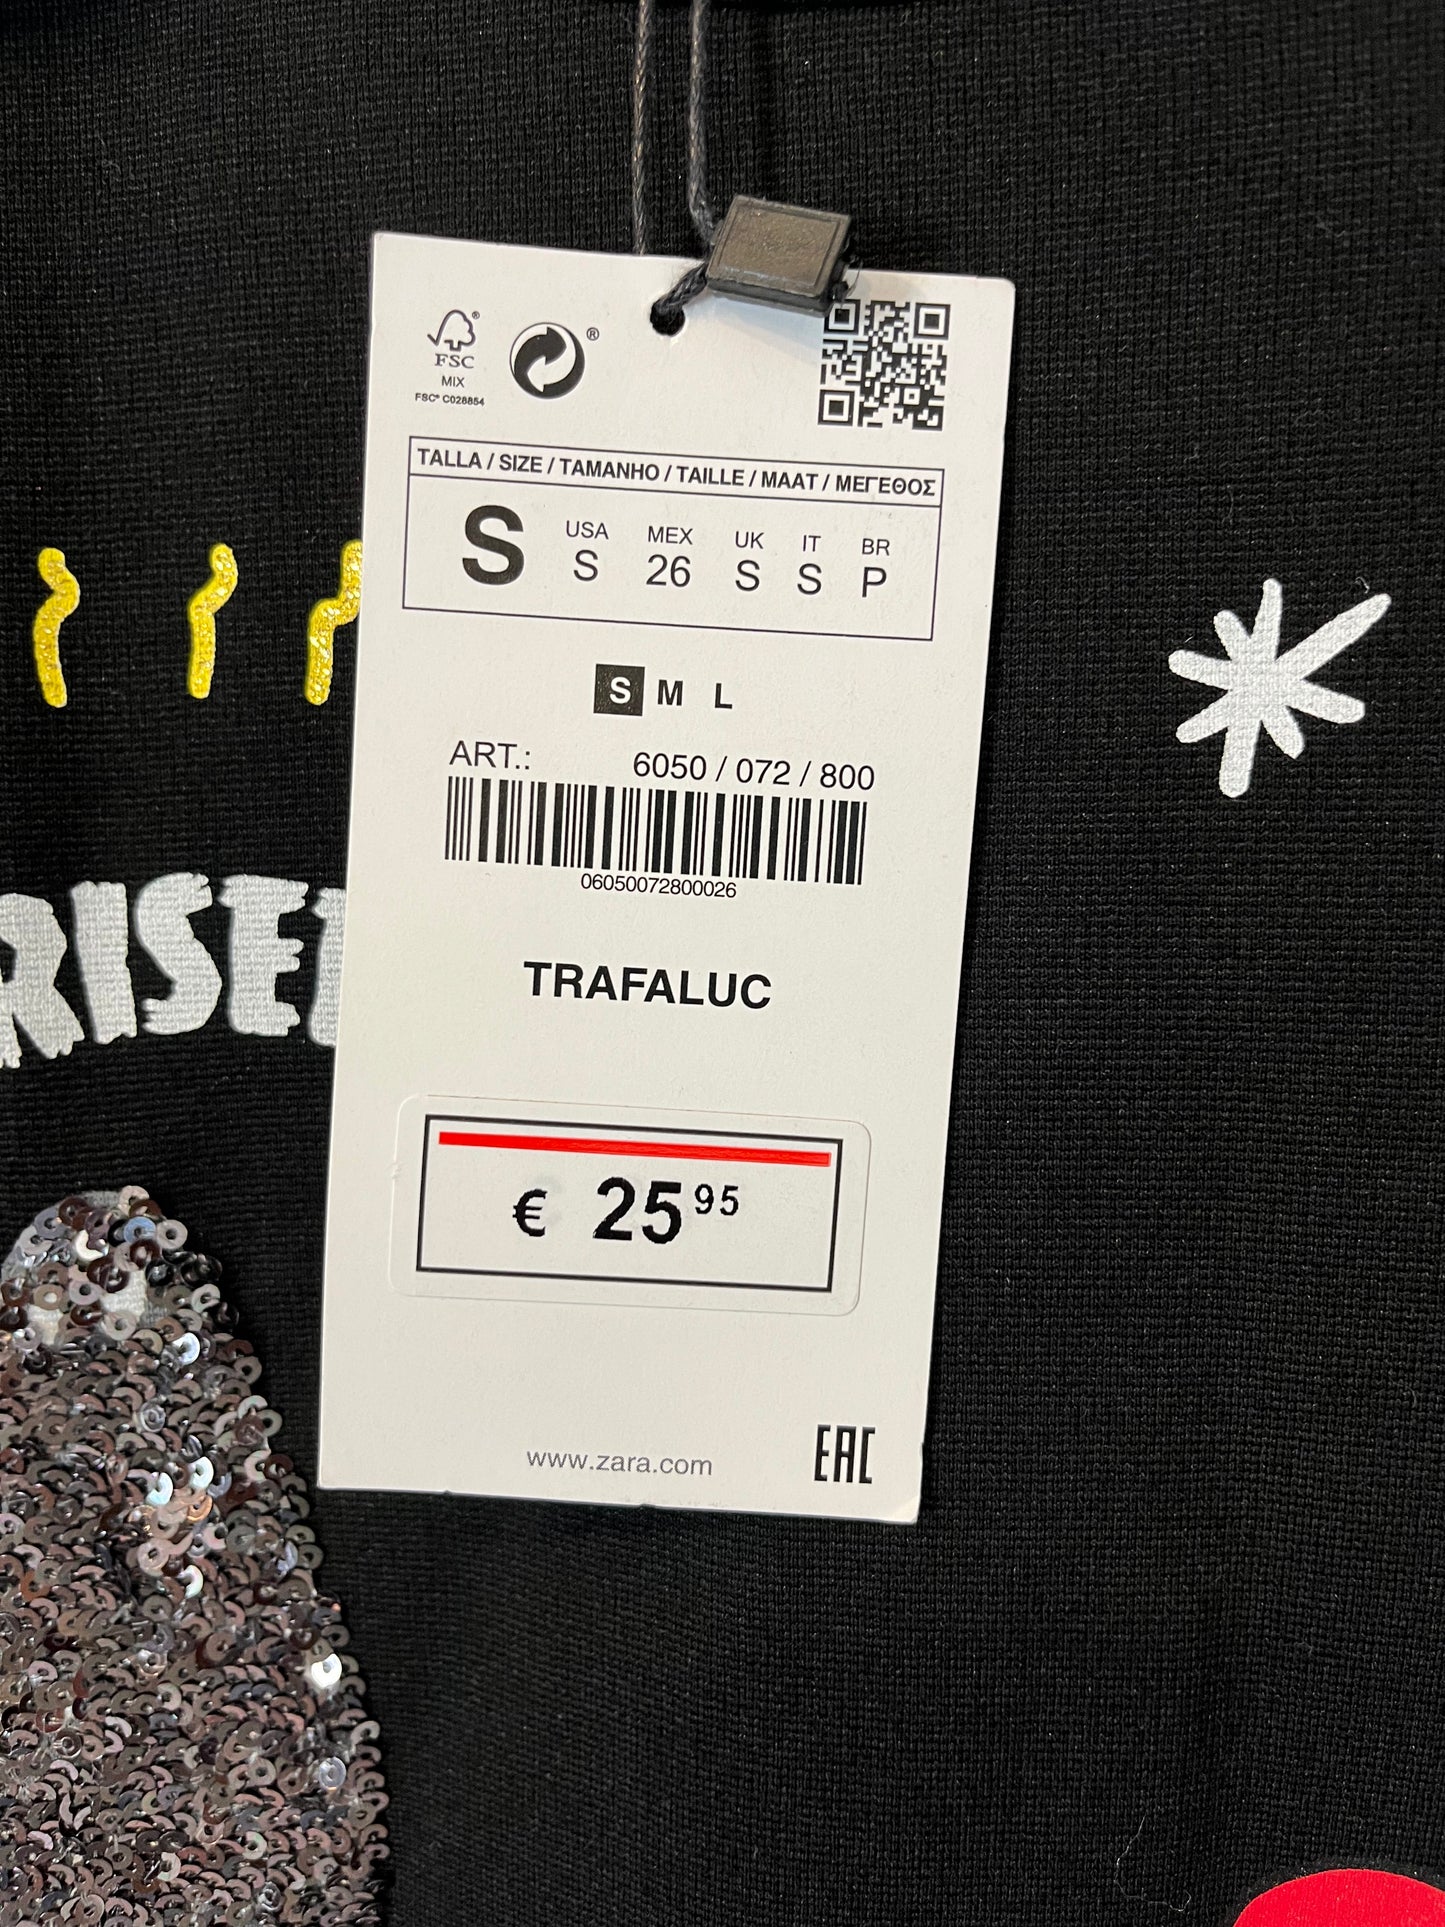 FSC®
MIX
FSC® C028854
®
TALLA / SIZE / TAMANHO / TAILLE / MAAT / ΜΕΓΕΘΟΣ
S
USA MEX UK IT BR
S 26 S S P
S M L
ART.: 6050 / 072 / 800
06050072800026
RISE
TRAFALUC
€ 25 95
www.zara.com
EAC